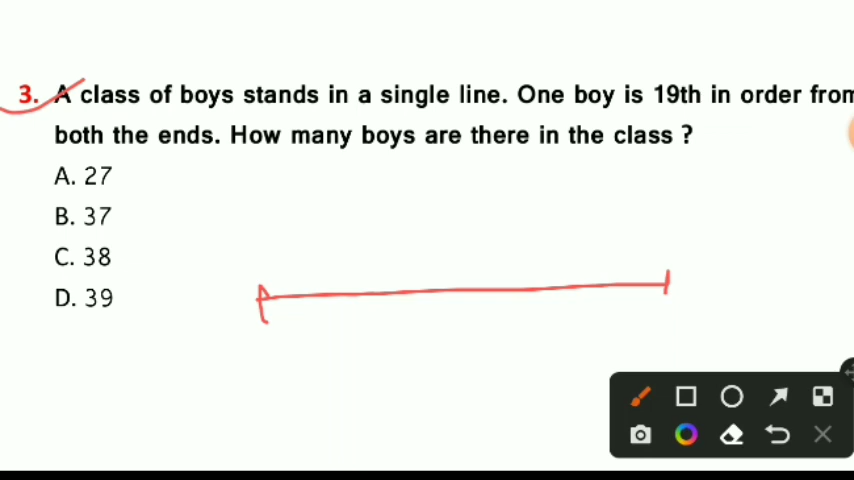 3. A class of boys stands in a single line. One boy is 19th in order from
both the ends. How many boys are there in the class ?
A. 27
B. 37
C. 38
D. 39